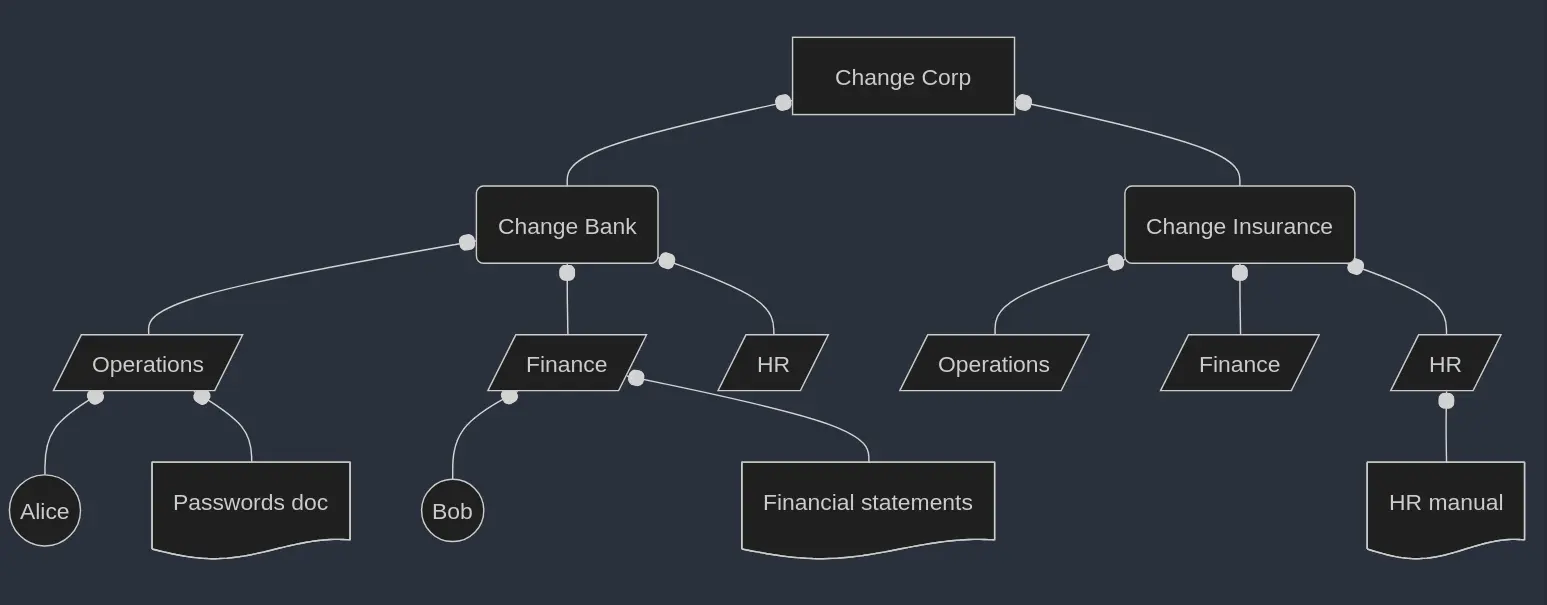 Change Corp
Change Bank
Change Insurance
Operations
Finance
HR
Operations
Finance
HR
Alice
Passwords doc
Bob
Financial statements
HR manual